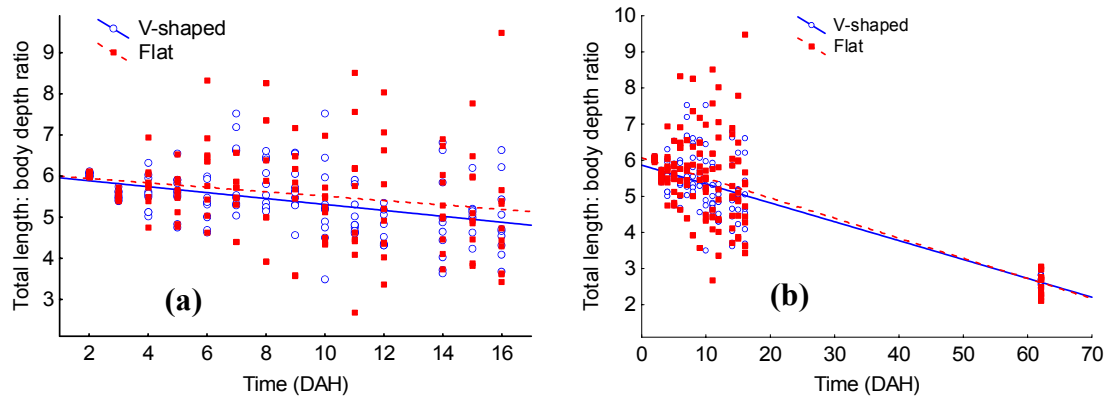 V-shaped
Flat
Total length: body depth ratio
9
8
7
6
5
4
3
(a)
2 4 6 8 10 12 14 16
Time (DAH)
V-shaped
Flat
Total length: body depth ratio
10
9
8
7
6
5
4
3
2
(b)
0 10 20 30 40 50 60 70
Time (DAH)